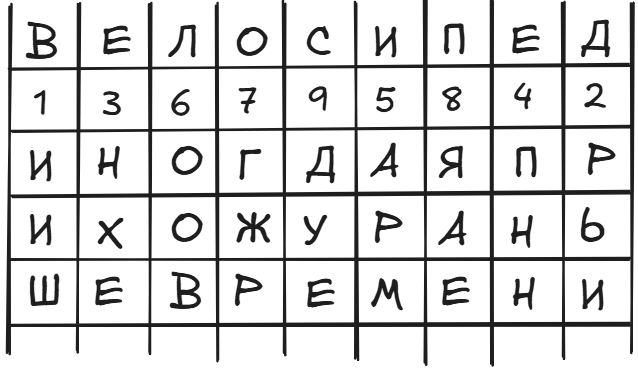 В Е Л О С И П Е Д
1 3 6 7 9 5 8 4 2
И Н О Г Д А Я П Р
И Х О Ж У Р А Н Ь
Ш Е В Р Е М Е Н И